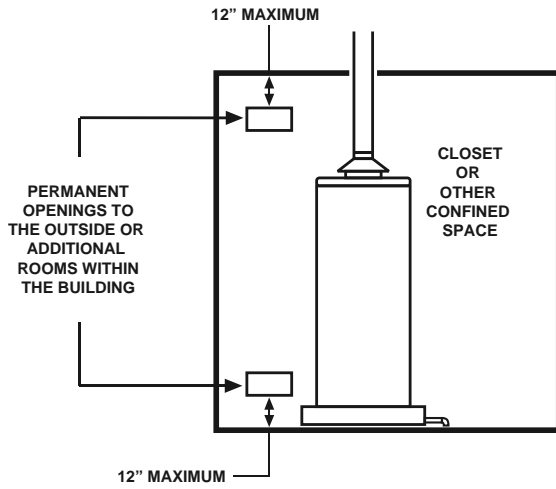 12” MAXIMUM
CLOSET
OR
OTHER
CONFINED
SPACE
PERMANENT
OPENINGS TO
THE OUTSIDE OR
ADDITIONAL
ROOMS WITHIN
THE BUILDING
12” MAXIMUM